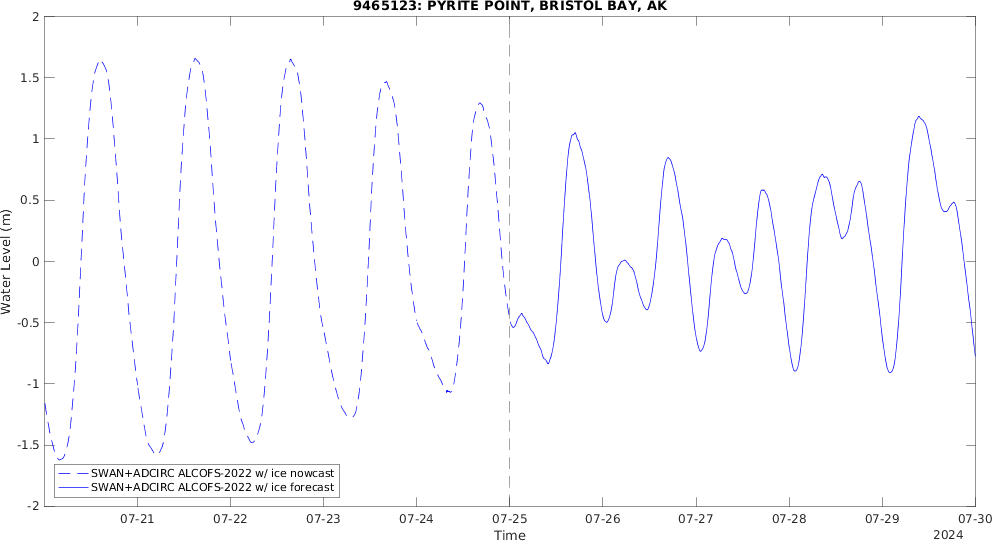 9465123: PYRITE POINT, BRISTOL BAY, AK
2
1.5
1
0.5
0
-0.5
-1
-1.5
-2
Water Level (m)
SWAN+ADCIRC ALCOFS-2022 w/ ice nowcast
SWAN+ADCIRC ALCOFS-2022 w/ ice forecast
07-21 07-22 07-23 07-24 07-25 07-26 07-27 07-28 07-29 07-30
Time
2024